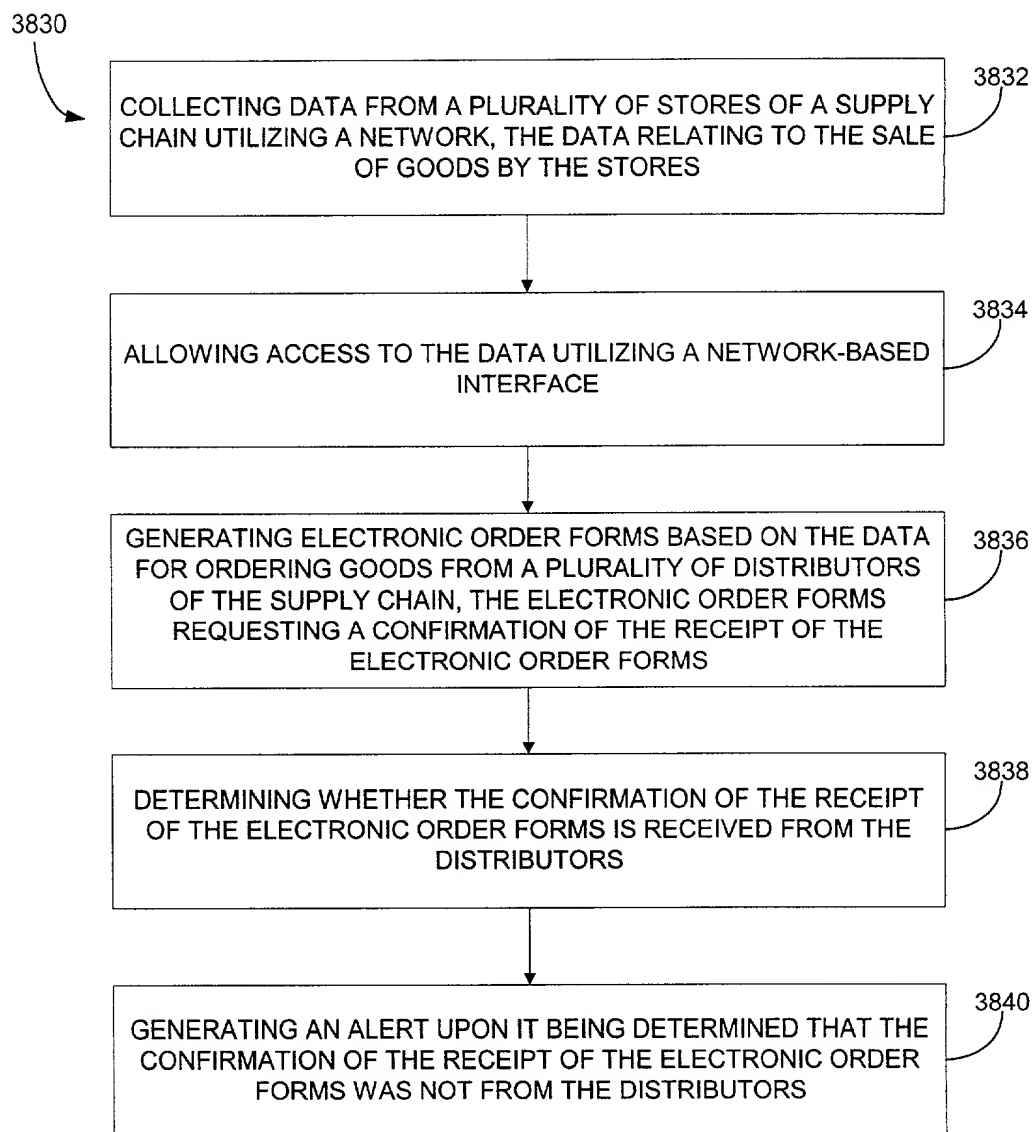 3830
3832
COLLECTING DATA FROM A PLURALITY OF STORES OF A SUPPLY
CHAIN UTILIZING A NETWORK, THE DATA RELATING TO THE SALE
OF GOODS BY THE STORES
3834
ALLOWING ACCESS TO THE DATA UTILIZING A NETWORK-BASED
INTERFACE
3836
GENERATING ELECTRONIC ORDER FORMS BASED ON THE DATA
FOR ORDERING GOODS FROM A PLURALITY OF DISTRIBUTORS
OF THE SUPPLY CHAIN, THE ELECTRONIC ORDER FORMS
REQUESTING A CONFIRMATION OF THE RECEIPT OF THE
ELECTRONIC ORDER FORMS
3838
DETERMINING WHETHER THE CONFIRMATION OF THE RECEIPT
OF THE ELECTRONIC ORDER FORMS IS RECEIVED FROM THE
DISTRIBUTORS
3840
GENERATING AN ALERT UPON IT BEING DETERMINED THAT THE
CONFIRMATION OF THE RECEIPT OF THE ELECTRONIC ORDER
FORMS WAS NOT FROM THE DISTRIBUTORS